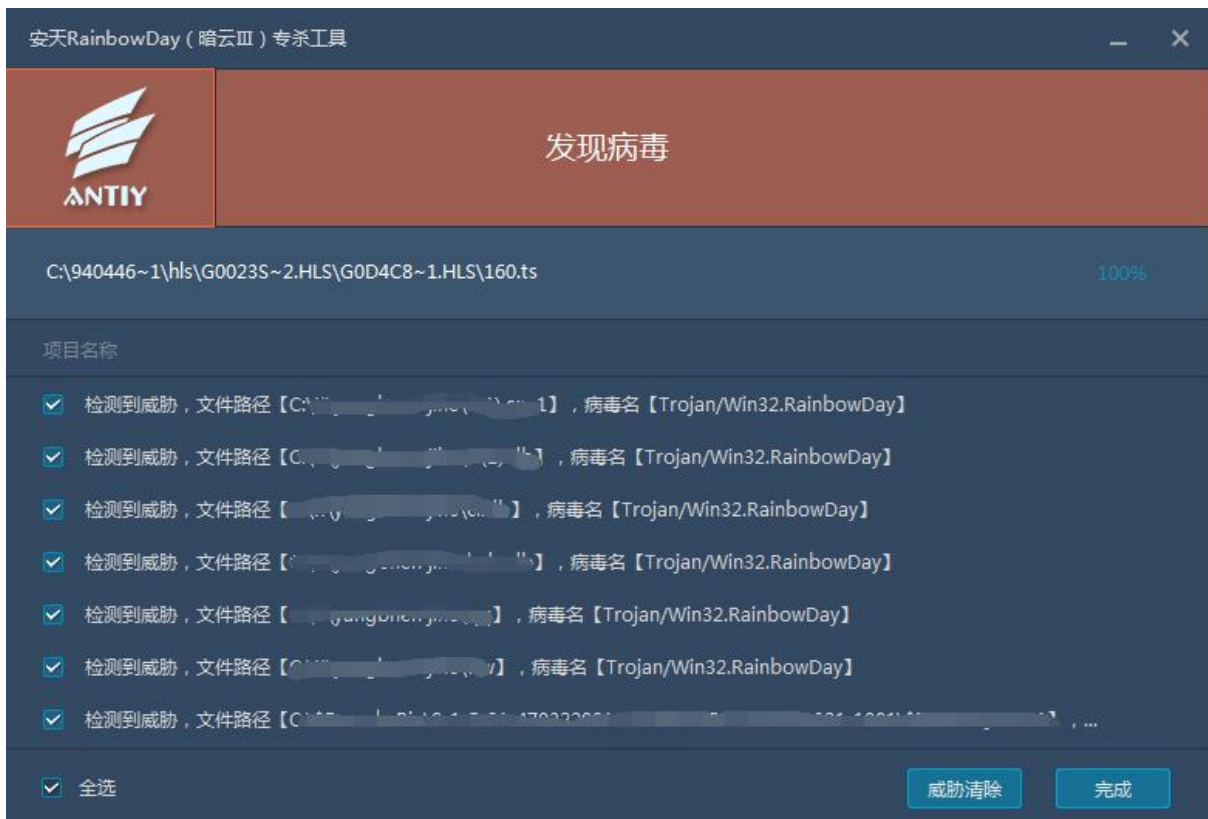 安天RainbowDay（暗云Ⅲ）专杀工具
ANTIY
发现病毒
C:\940446~1\hls\G0023S~2.HLS\G0D4C8~1.HLS\160.ts 100%
项目名称
检测到威胁，文件路径【C:\ 1】，病毒名【Trojan/Win32.RainbowDay】
检测到威胁，文件路径【C:\ 】，病毒名【Trojan/Win32.RainbowDay】
检测到威胁，文件路径【 】，病毒名【Trojan/Win32.RainbowDay】
检测到威胁，文件路径【 】，病毒名【Trojan/Win32.RainbowDay】
检测到威胁，文件路径【 】，病毒名【Trojan/Win32.RainbowDay】
检测到威胁，文件路径【 】，病毒名【Trojan/Win32.RainbowDay】
检测到威胁，文件路径【 】，...
全选 威胁清除 完成